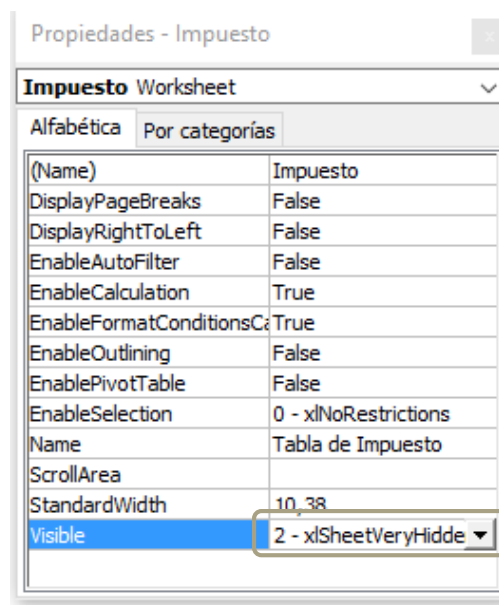 Propiedades - Impuesto
x
Impuesto Worksheet
Alfabética Por categorías
(Name) Impuesto
DisplayPageBreaks False
DisplayRightToLeft False
EnableAutoFilter False
EnableCalculation True
EnableFormatConditionsCa True
EnableOutlining False
EnablePivotTable False
EnableSelection 0 - xlNoRestrictions
Name Tabla de Impuesto
ScrollArea
StandardWidth 10,38
Visible 2 - xlSheetVeryHidde